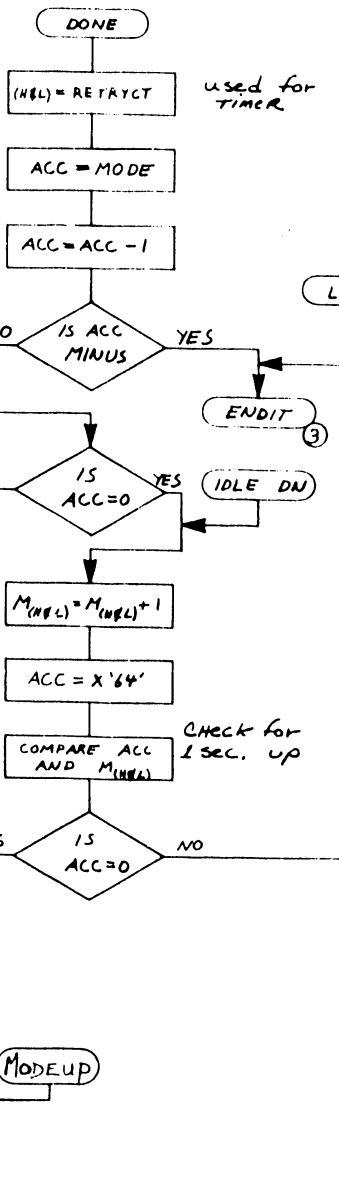 DONE
(H&L) = RETRYCT
used for
TIMER
ACC = MODE
ACC = ACC - 1
L
O
IS ACC
MINUS
YES
ENDIT
3
IS
ACC=0
YES
IDLE DN
M(H&L) = M(H&L) + 1
ACC = X'64'
CHeck for
1 sec. up
COMPARE ACC
AND M(H&L)
S
IS
ACC=0
NO
MODEUP